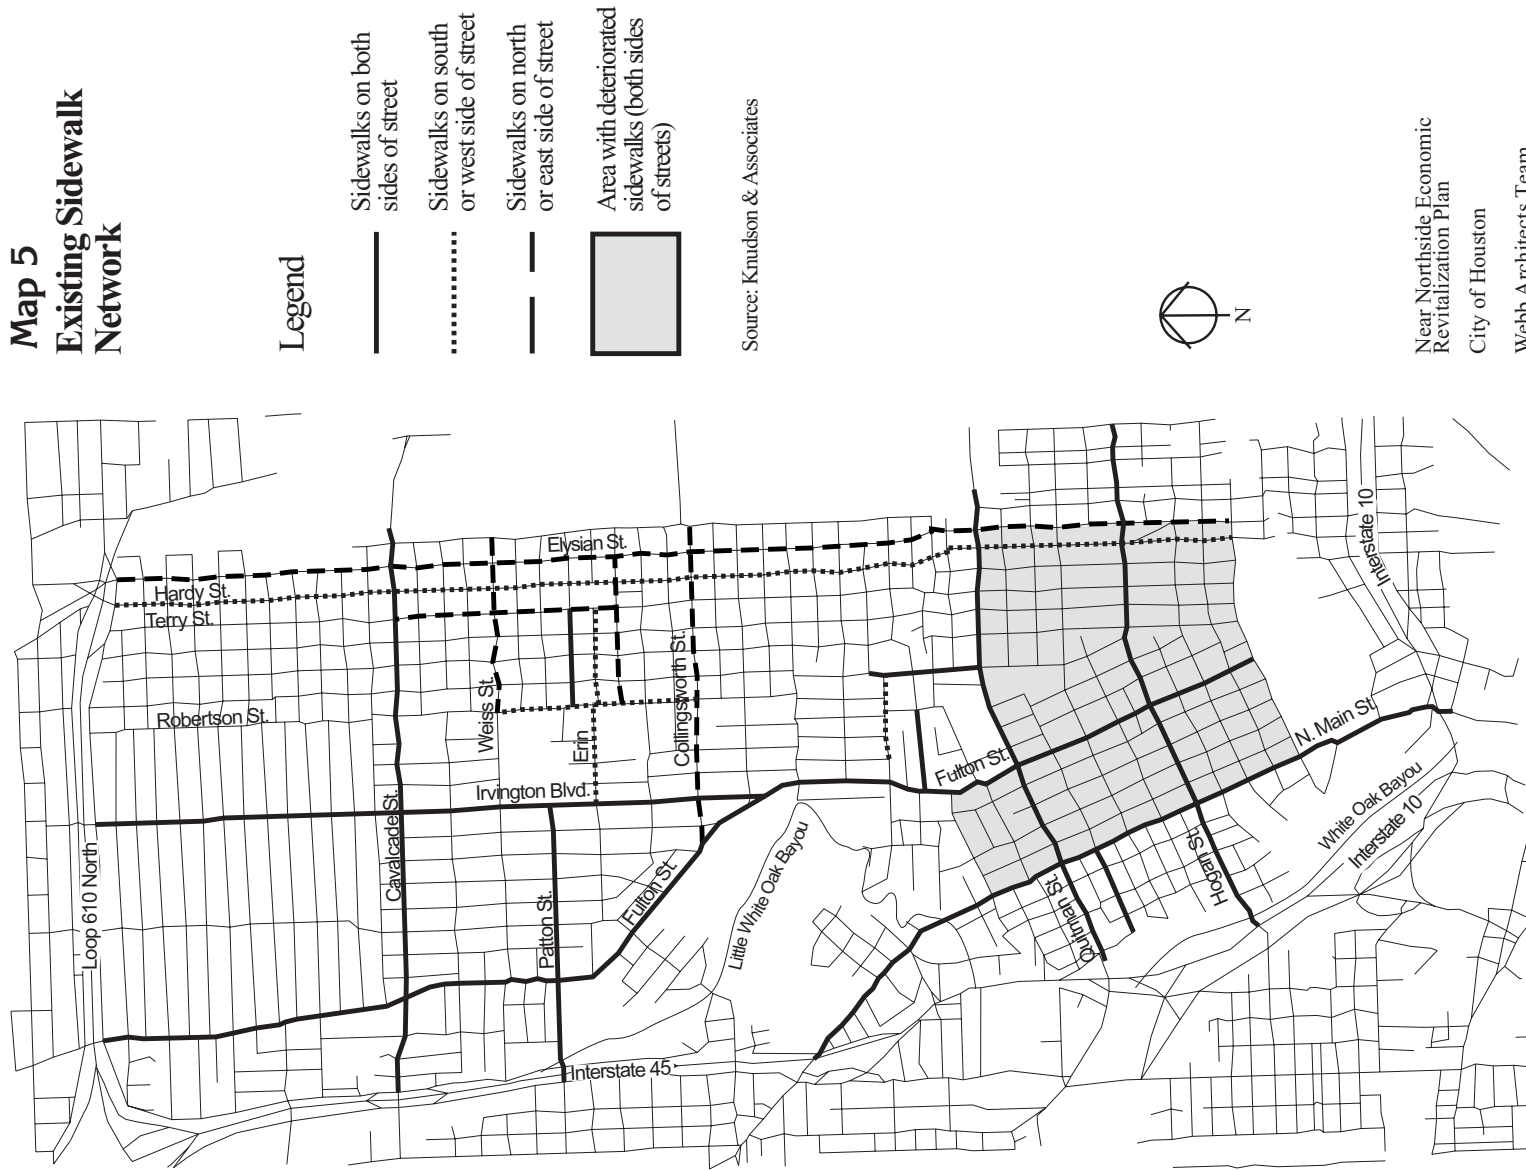 Map 5
Existing Sidewalk
Network
Legend
Sidewalks on both
sides of street
Sidewalks on south
or west side of street
Sidewalks on north
or east side of street
Area with deteriorated
sidewalks (both sides
of streets)
Source: Knudson & Associates
N
Near Northside Economic
Revitalization Plan
City of Houston
Webb Architects Team
Elysian St.
Hardy St.
Terry St.
Robertson St.
Weiss St.
Erin
Collingsworth St.
Irvington Blvd.
Cavalcade St.
Loop 610 North
Patton St.
Fulton St.
Fulton St.
Little White Oak Bayou
Interstate 45
Quitman St.
Hogan St.
N. Main St.
White Oak Bayou
Interstate 10
Interstate 10